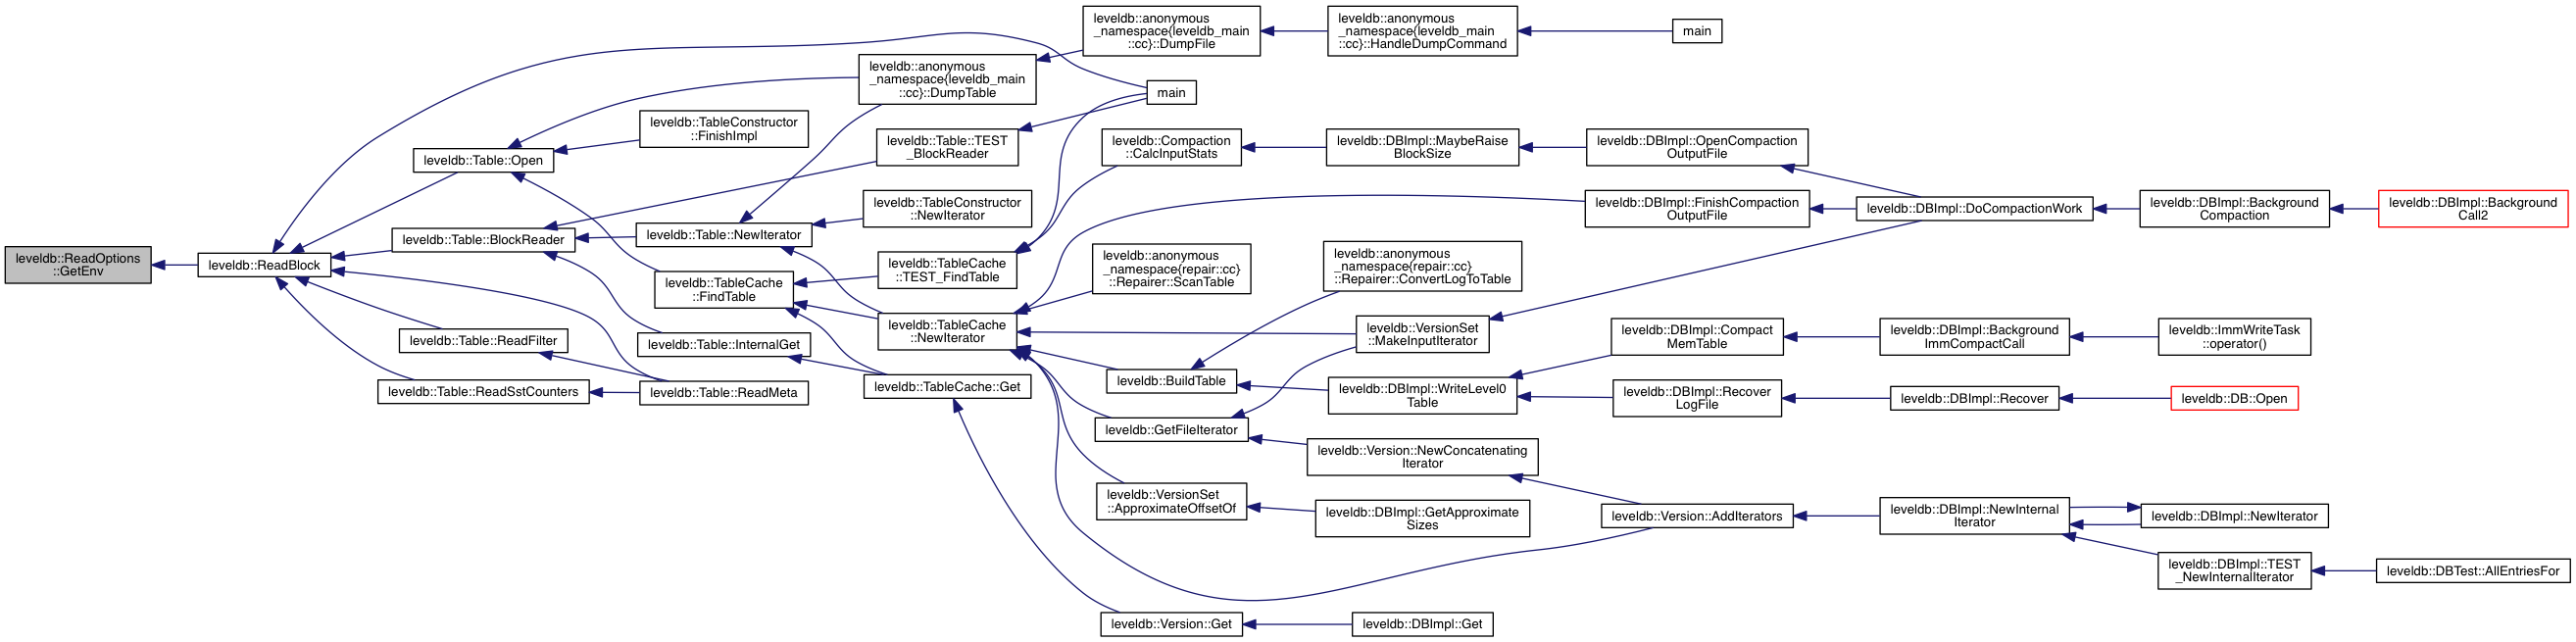 leveldb::ReadOptions
::GetEnv
leveldb::ReadBlock
leveldb::Table::Open
leveldb::Table::BlockReader
leveldb::Table::ReadFilter
leveldb::Table::ReadSstCounters
leveldb::TableConstructor
::FinishImpl
leveldb::Table::NewIterator
leveldb::TableCache
::FindTable
leveldb::Table::InternalGet
leveldb::Table::ReadMeta
leveldb::anonymous
_namespace{leveldb_main
::cc}::DumpTable
leveldb::Table::TEST
_BlockReader
leveldb::TableConstructor
::NewIterator
leveldb::TableCache
::TEST_FindTable
leveldb::TableCache
::NewIterator
leveldb::TableCache::Get
leveldb::anonymous
_namespace{leveldb_main
::cc}::DumpFile
main
leveldb::Compaction
::CalcInputStats
leveldb::anonymous
_namespace{repair::cc}
::Repairer::ScanTable
leveldb::BuildTable
leveldb::GetFileIterator
leveldb::VersionSet
::ApproximateOffsetOf
leveldb::Version::Get
leveldb::anonymous
_namespace{leveldb_main
::cc}::HandleDumpCommand
leveldb::DBImpl::MaybeRaise
BlockSize
leveldb::anonymous
_namespace{repair::cc}
::Repairer::ConvertLogToTable
leveldb::VersionSet
::MakeInputIterator
leveldb::DBImpl::WriteLevel0
Table
leveldb::Version::NewConcatenating
Iterator
leveldb::DBImpl::GetApproximate
Sizes
leveldb::DBImpl::Get
main
leveldb::DBImpl::OpenCompaction
OutputFile
leveldb::DBImpl::FinishCompaction
OutputFile
leveldb::DBImpl::Compact
MemTable
leveldb::DBImpl::Recover
LogFile
leveldb::Version::AddIterators
leveldb::DBImpl::DoCompactionWork
leveldb::DBImpl::Background
ImmCompactCall
leveldb::DBImpl::Recover
leveldb::DBImpl::NewInternal
Iterator
leveldb::DBImpl::Background
Compaction
leveldb::ImmWriteTask
::operator()
leveldb::DB::Open
leveldb::DBImpl::NewIterator
leveldb::DBImpl::TEST
_NewInternalIterator
leveldb::DBImpl::Background
Call2
leveldb::DBTest::AllEntriesFor